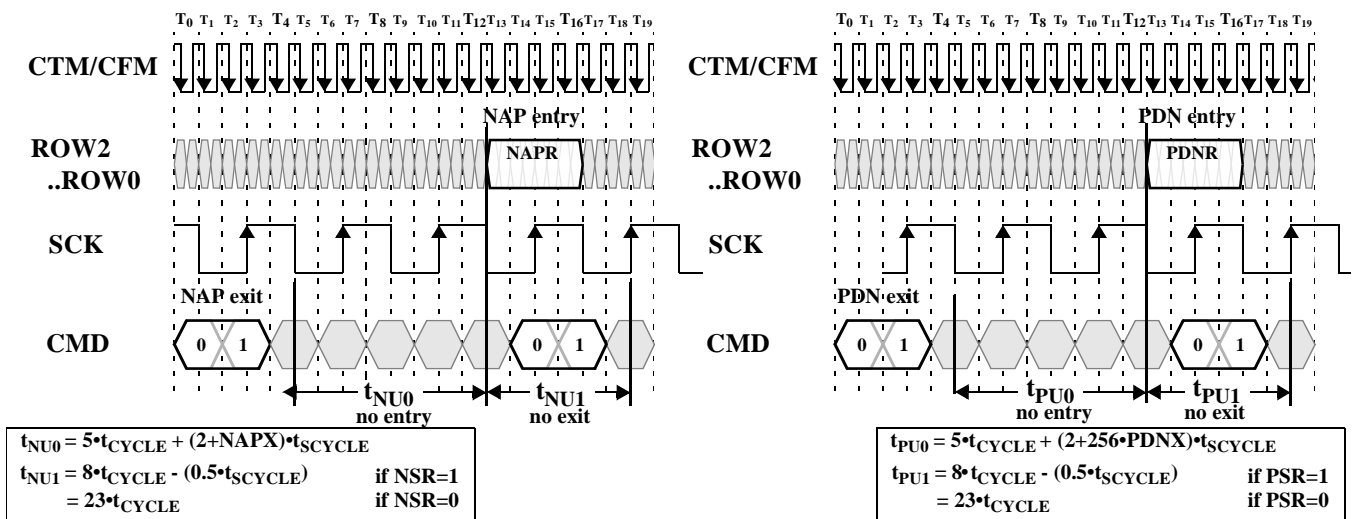 T0 T1 T2 T3 T4 T5 T6 T7 T8 T9 T10 T11 T12 T13 T14 T15 T16 T17 T18 T19
CTM/CFM
NAP entry
ROW2
..ROW0
NAPR
SCK
NAP exit
CMD
0 1
0 1
tNU0
no entry
tNU1
no exit
tNU0 = 5•tCYCLE + (2+NAPX)•tSCYCLE
tNU1 = 8•tCYCLE - (0.5•tSCYCLE) if NSR=1
= 23•tCYCLE if NSR=0
T0 T1 T2 T3 T4 T5 T6 T7 T8 T9 T10 T11 T12 T13 T14 T15 T16 T17 T18 T19
CTM/CFM
PDN entry
ROW2
..ROW0
PDNR
SCK
PDN exit
CMD
0 1
0 1
tPU0
no entry
tPU1
no exit
tPU0 = 5•tCYCLE + (2+256•PDNX)•tSCYCLE
tPU1 = 8•tCYCLE - (0.5•tSCYCLE) if PSR=1
= 23•tCYCLE if PSR=0